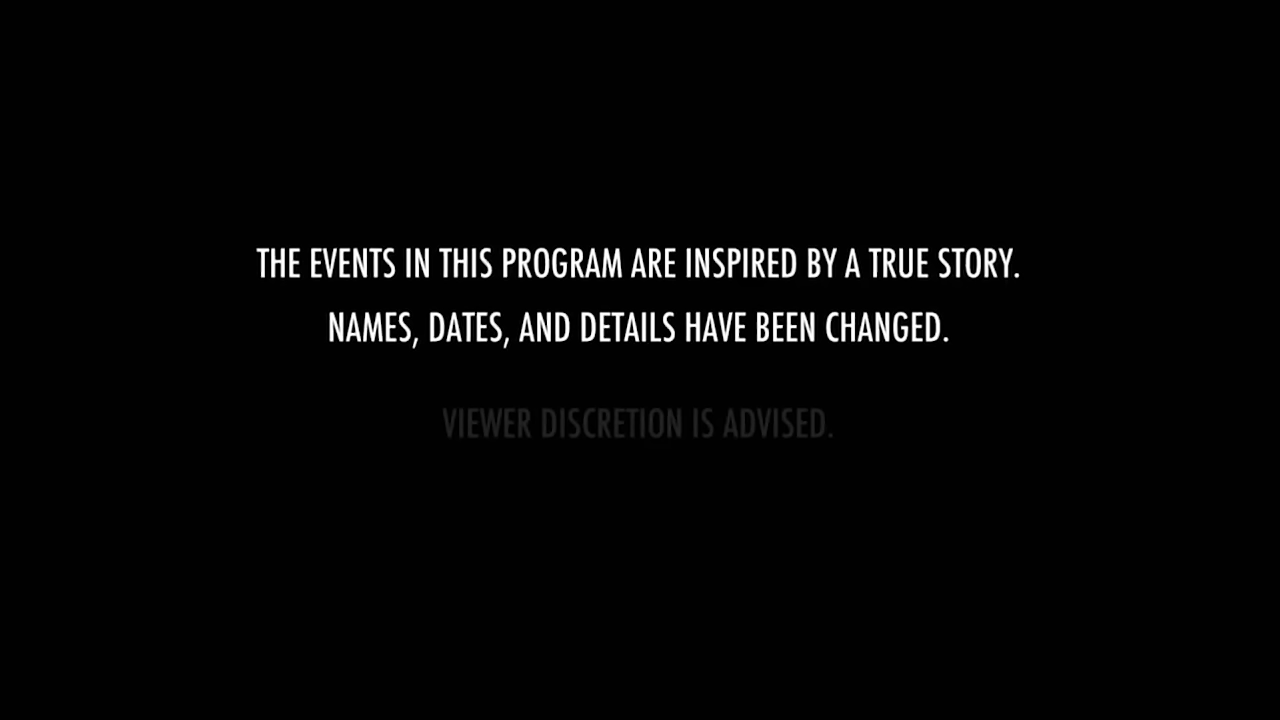 THE EVENTS IN THIS PROGRAM ARE INSPIRED BY A TRUE STORY.
NAMES, DATES, AND DETAILS HAVE BEEN CHANGED.
VIEWER DISCRETION IS ADVISED.